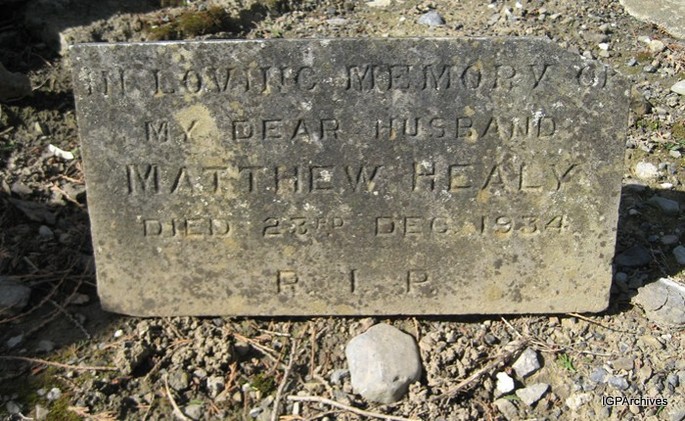 IN LOVING MEMORY OF
MY DEAR HUSBAND
MATTHEW HEALY
DIED 23RD DEC. 1934
R I P
IGPArchives